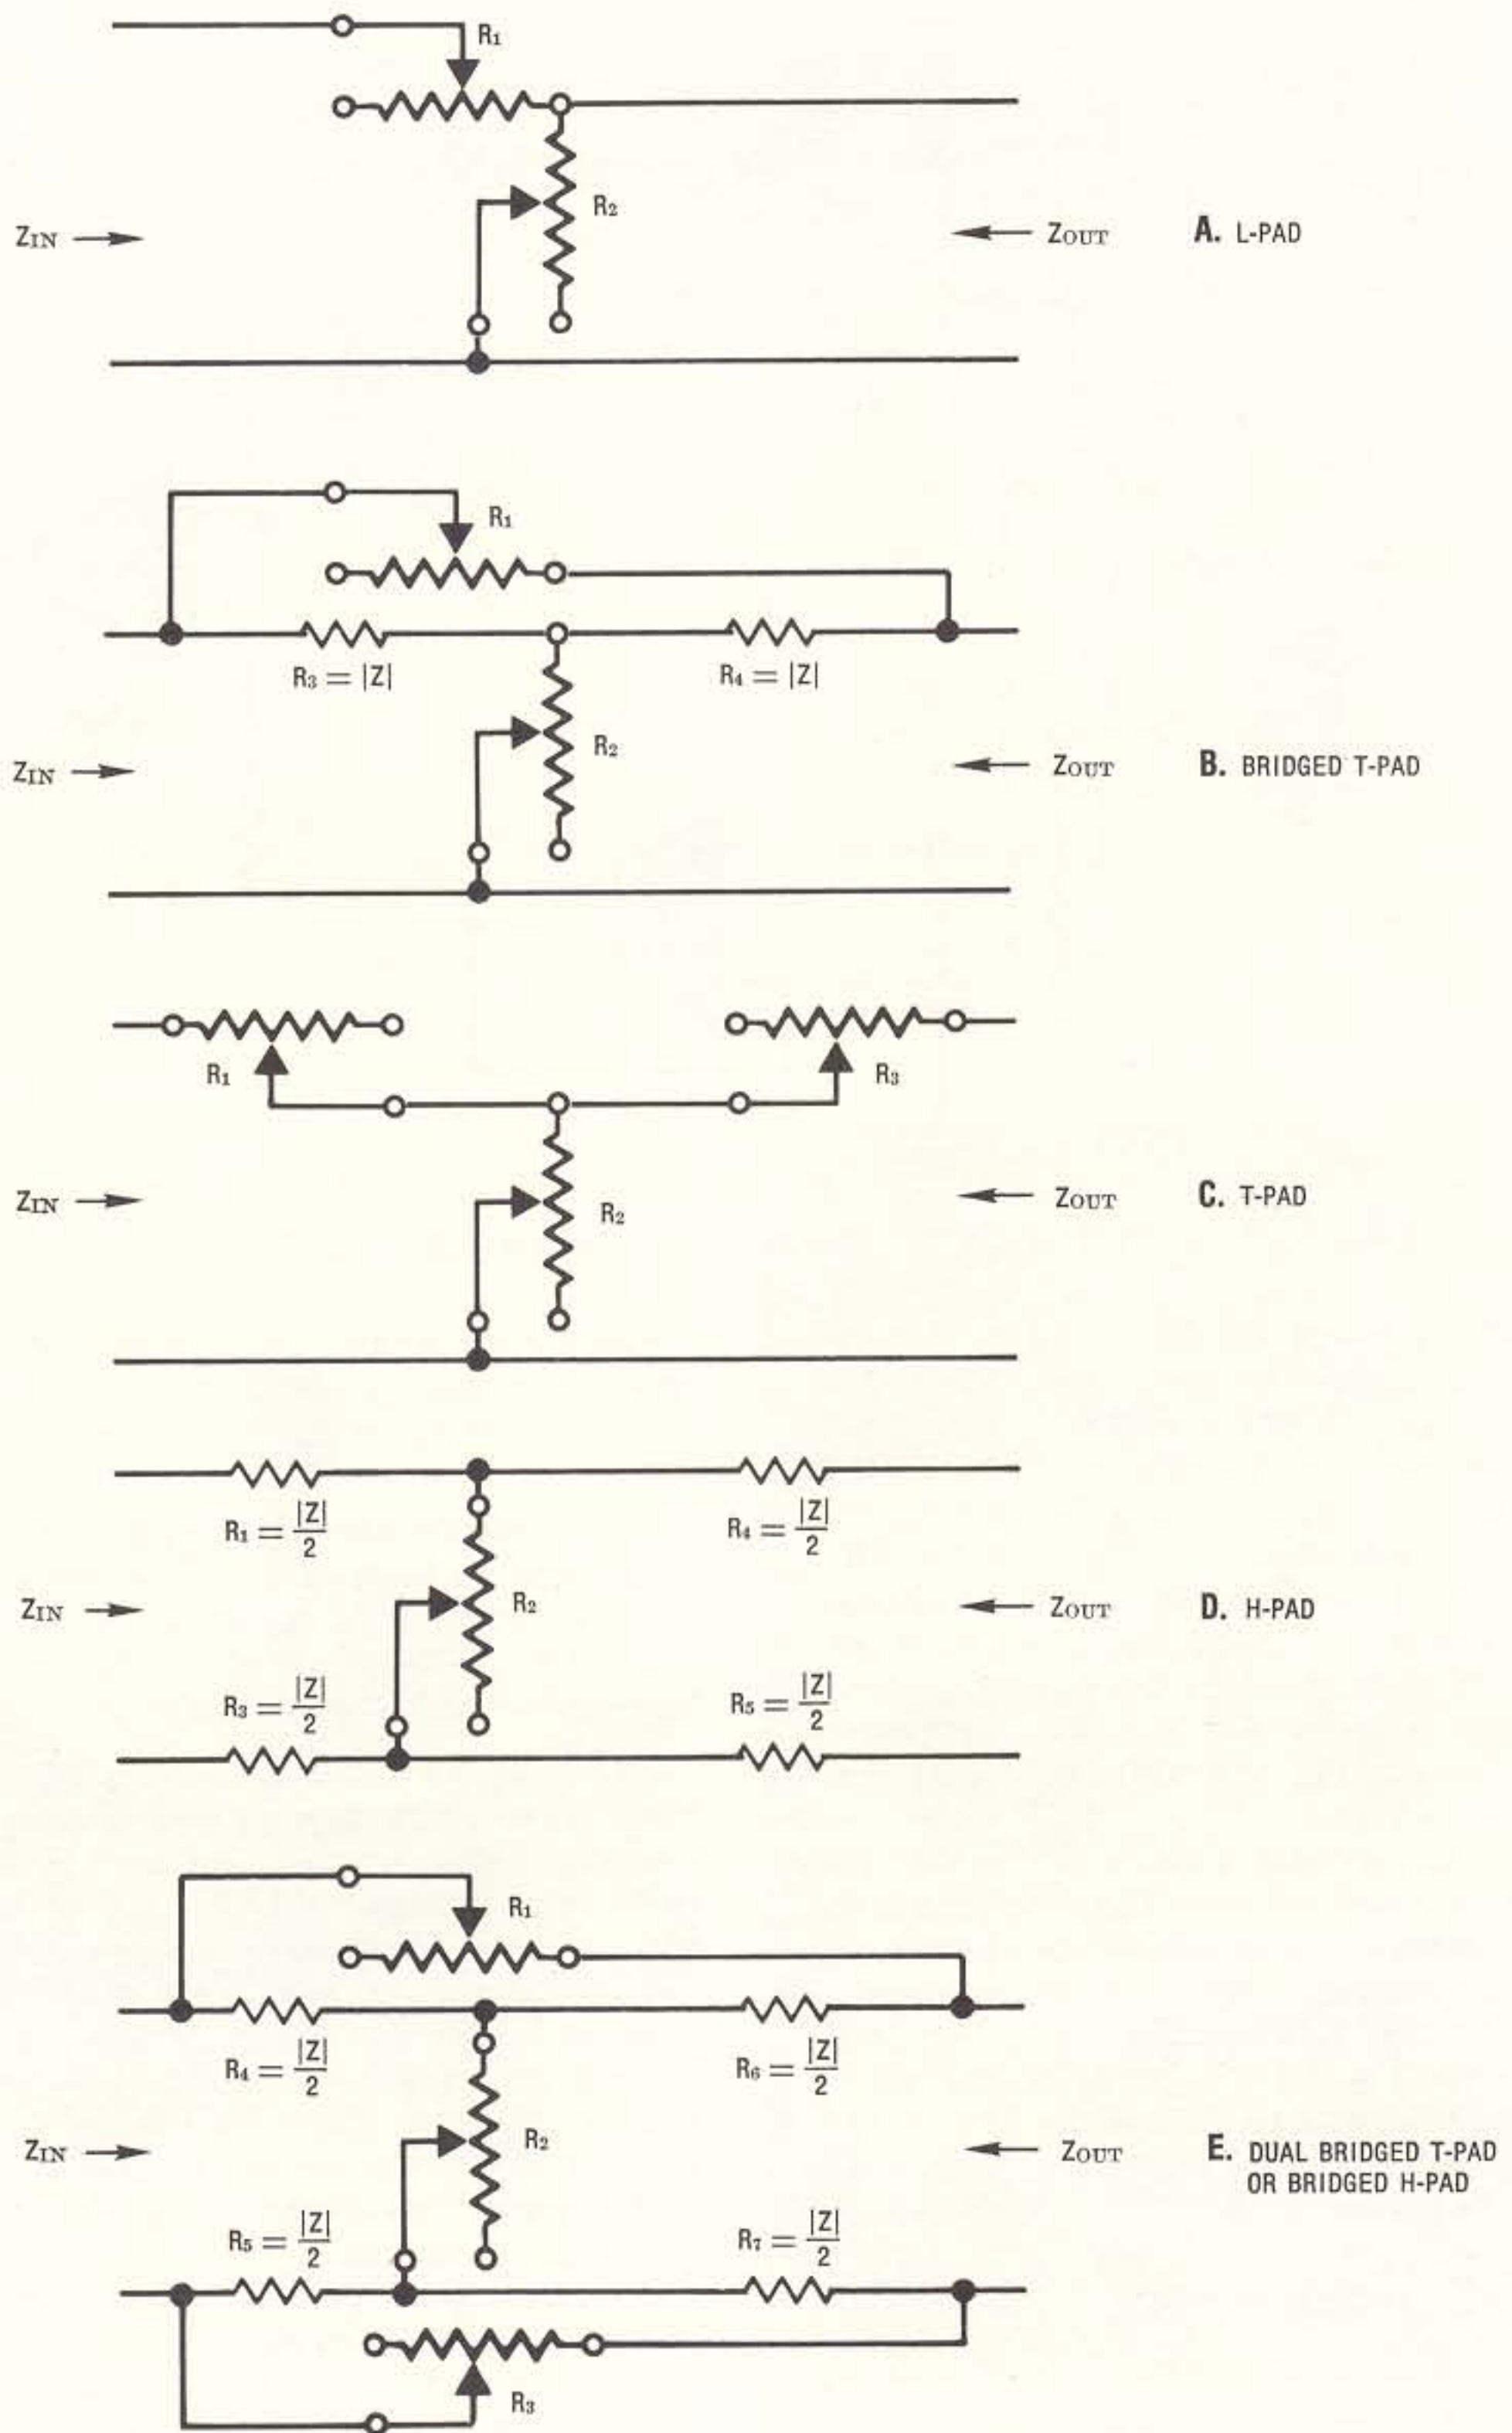 R₁
R₂
ZIN → ← ZOUT A. L-PAD
R₁
R₃ = |Z| R₄ = |Z|
R₂
ZIN → ← ZOUT B. BRIDGED T-PAD
R₁ R₃
ZIN → ← ZOUT C. T-PAD
R₂
R₁ = |Z|/2 R₄ = |Z|/2
R₂
ZIN → ← ZOUT D. H-PAD
R₃ = |Z|/2 R₅ = |Z|/2
R₁
R₄ = |Z|/2 R₆ = |Z|/2
R₂
ZIN → ← ZOUT E. DUAL BRIDGED T-PAD
OR BRIDGED H-PAD
R₅ = |Z|/2 R₇ = |Z|/2
R₃